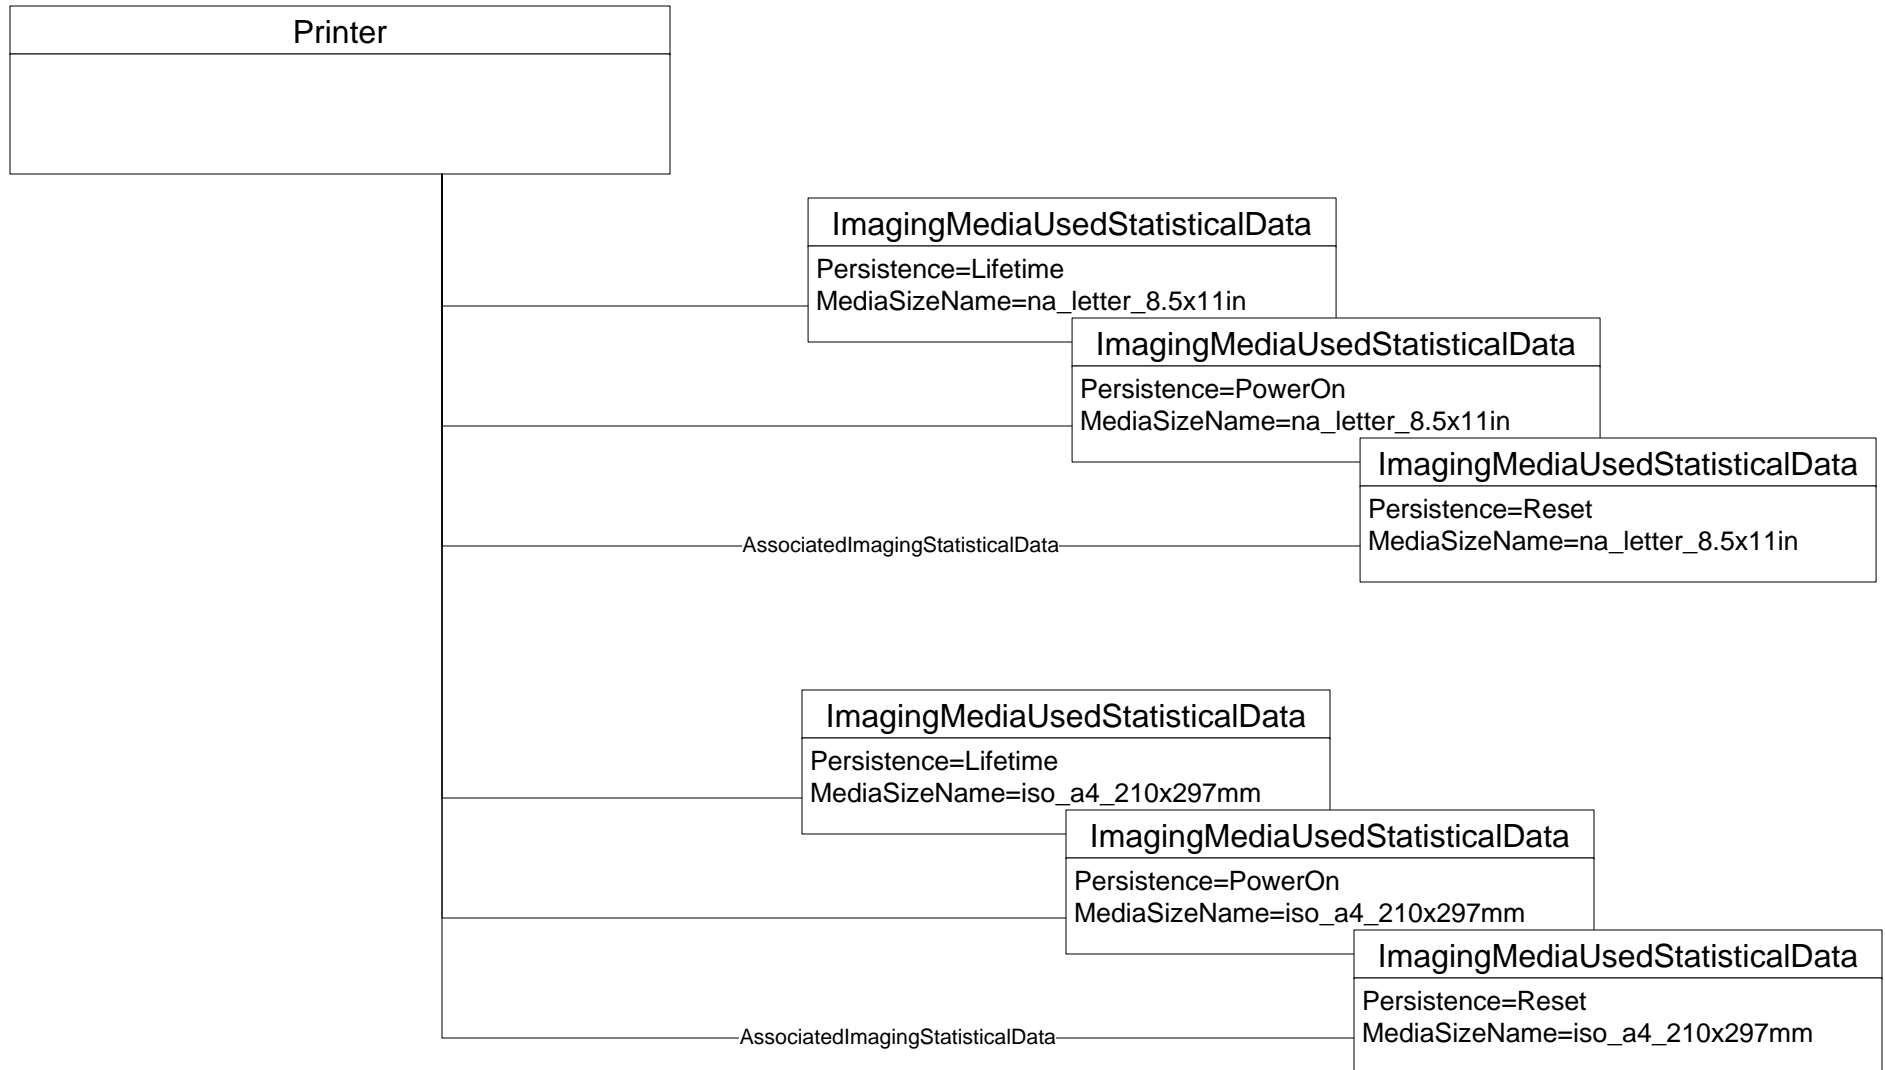 Printer
ImagingMediaUsedStatisticalData
Persistence=Lifetime
MediaSizeName=na_letter_8.5x11in
ImagingMediaUsedStatisticalData
Persistence=PowerOn
MediaSizeName=na_letter_8.5x11in
ImagingMediaUsedStatisticalData
Persistence=Reset
MediaSizeName=na_letter_8.5x11in
AssociatedImagingStatisticalData
ImagingMediaUsedStatisticalData
Persistence=Lifetime
MediaSizeName=iso_a4_210x297mm
ImagingMediaUsedStatisticalData
Persistence=PowerOn
MediaSizeName=iso_a4_210x297mm
ImagingMediaUsedStatisticalData
Persistence=Reset
MediaSizeName=iso_a4_210x297mm
AssociatedImagingStatisticalData